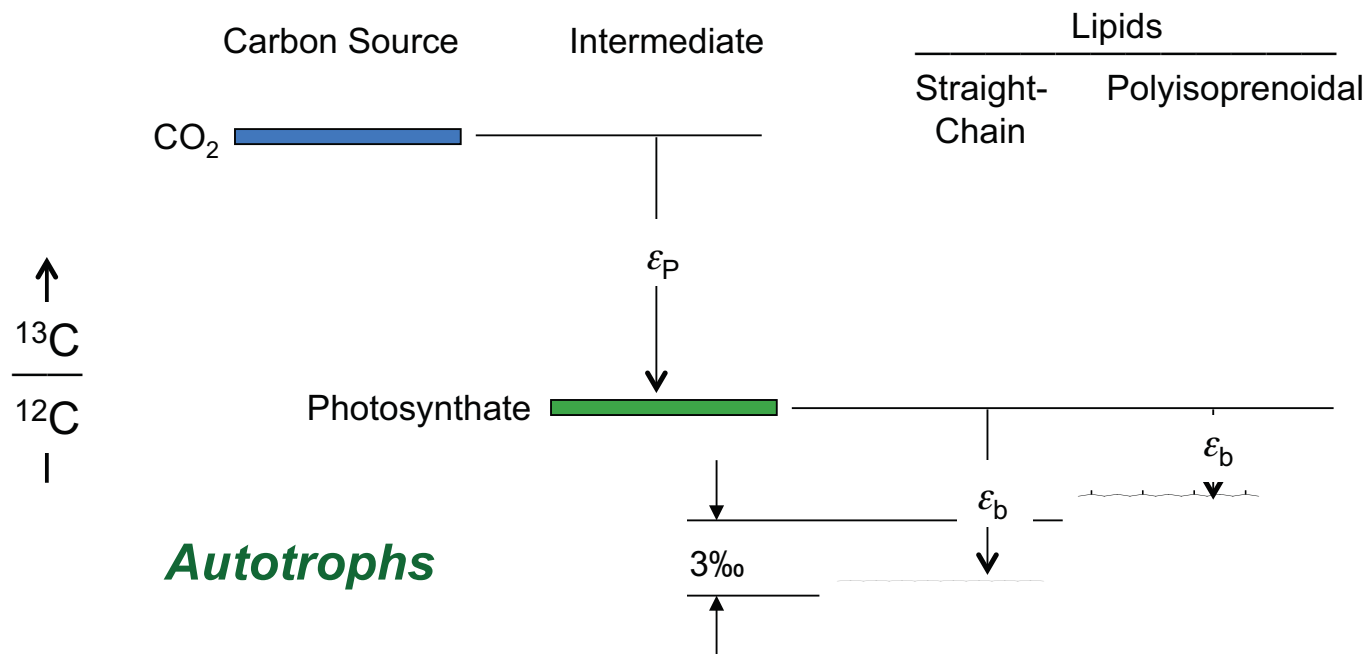 Carbon Source
Intermediate
Lipids
Straight-
Chain
Polyisoprenoidal
CO₂
εP
¹³C
¹²C
Photosynthate
εb
εb
3‰
Autotrophs